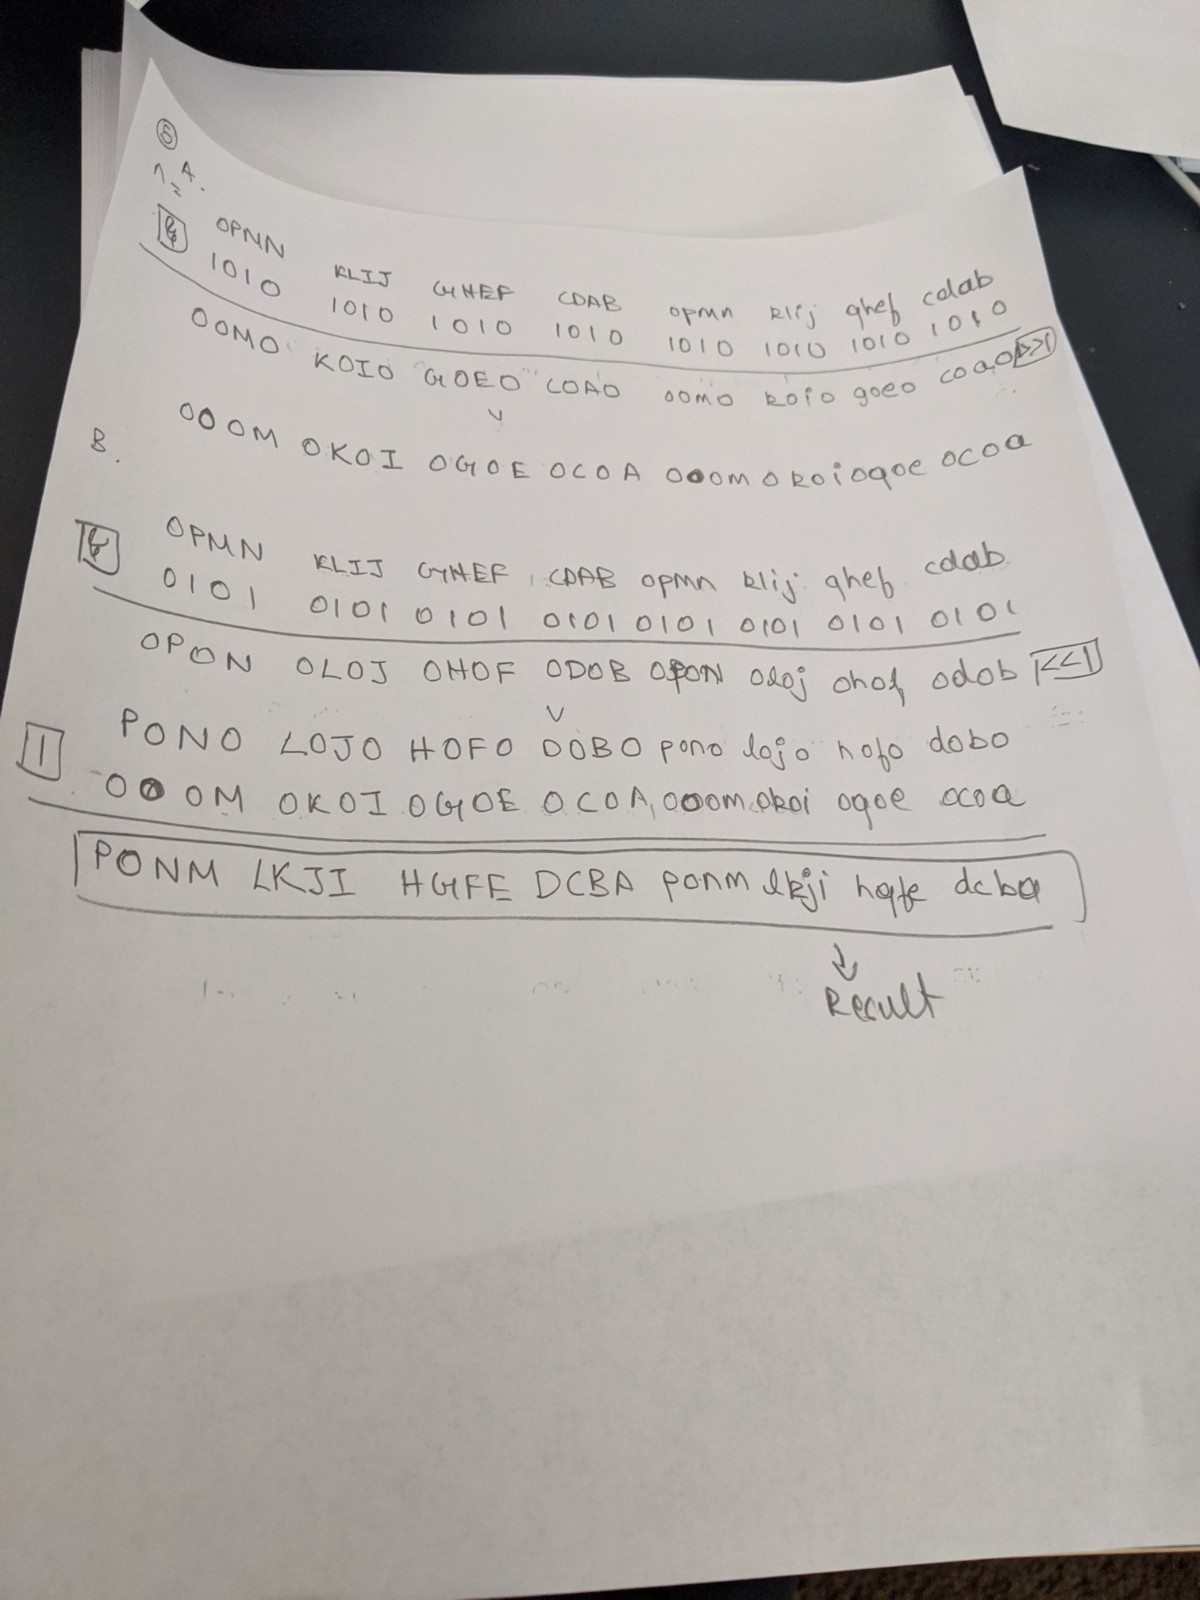 ⑤
A.
n=
OPNN KLIJ GHEF CDAB opmn klij ghef cdab
& 1010 1010 1010 1010 1010 1010 1010 1010
OOMO KOIO GOEO COAO oomo koio goeo coao >>1
OOOM OKOI OGOE OCOA ooom okoi ogoe ocoa
B.
OPMN KLIJ GHEF CDAB opmn klij ghef cdab
& 0101 0101 0101 0101 0101 0101 0101 0101
OPON OLOJ OHOF ODOB OPON oloj ohof odob <<1
PONO LOJO HOFO DOBO pono lojo hofo dobo
| OOOM OKOI OGOE OCOA ooom okoi ogoe ocoa
PONM LKJI HGFE DCBA ponm lkji hgfe dcba
↓
Result